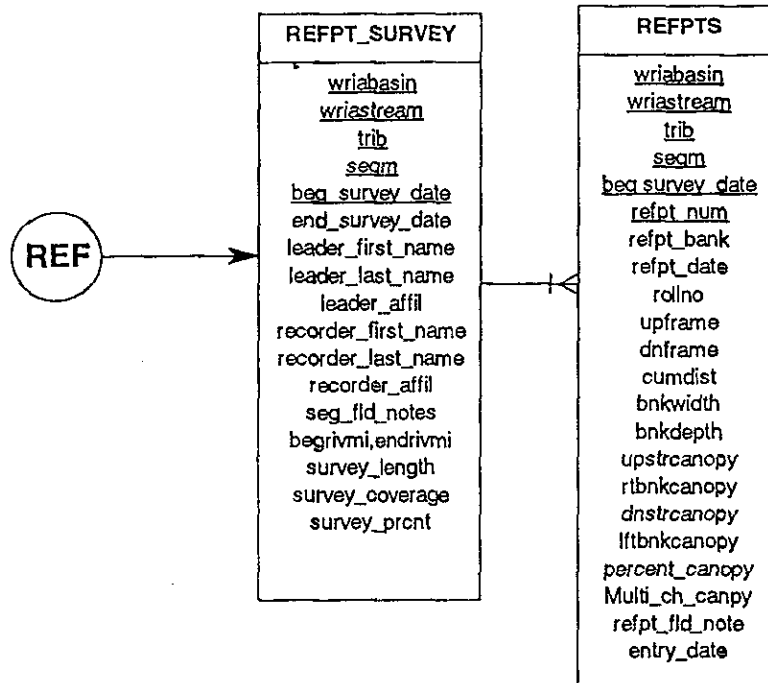 REF
REFPT_SURVEY
wriabasin
wriastream
trib
segm
beg_survey_date
end_survey_date
leader_first_name
leader_last_name
leader_affil
recorder_first_name
recorder_last_name
recorder_affil
seg_fld_notes
begrivmi,endrivmi
survey_length
survey_coverage
survey_prcnt
REFPTS
wriabasin
wriastream
trib
segm
beg survey_date
refpt_num
refpt_bank
refpt_date
rollno
upframe
dnframe
cumdist
bnkwidth
bnkdepth
upstrcanopy
rtbnkcanopy
dnstrcanopy
lftbnkcanopy
percent_canopy
Multi_ch_canpy
refpt_fld_note
entry_date